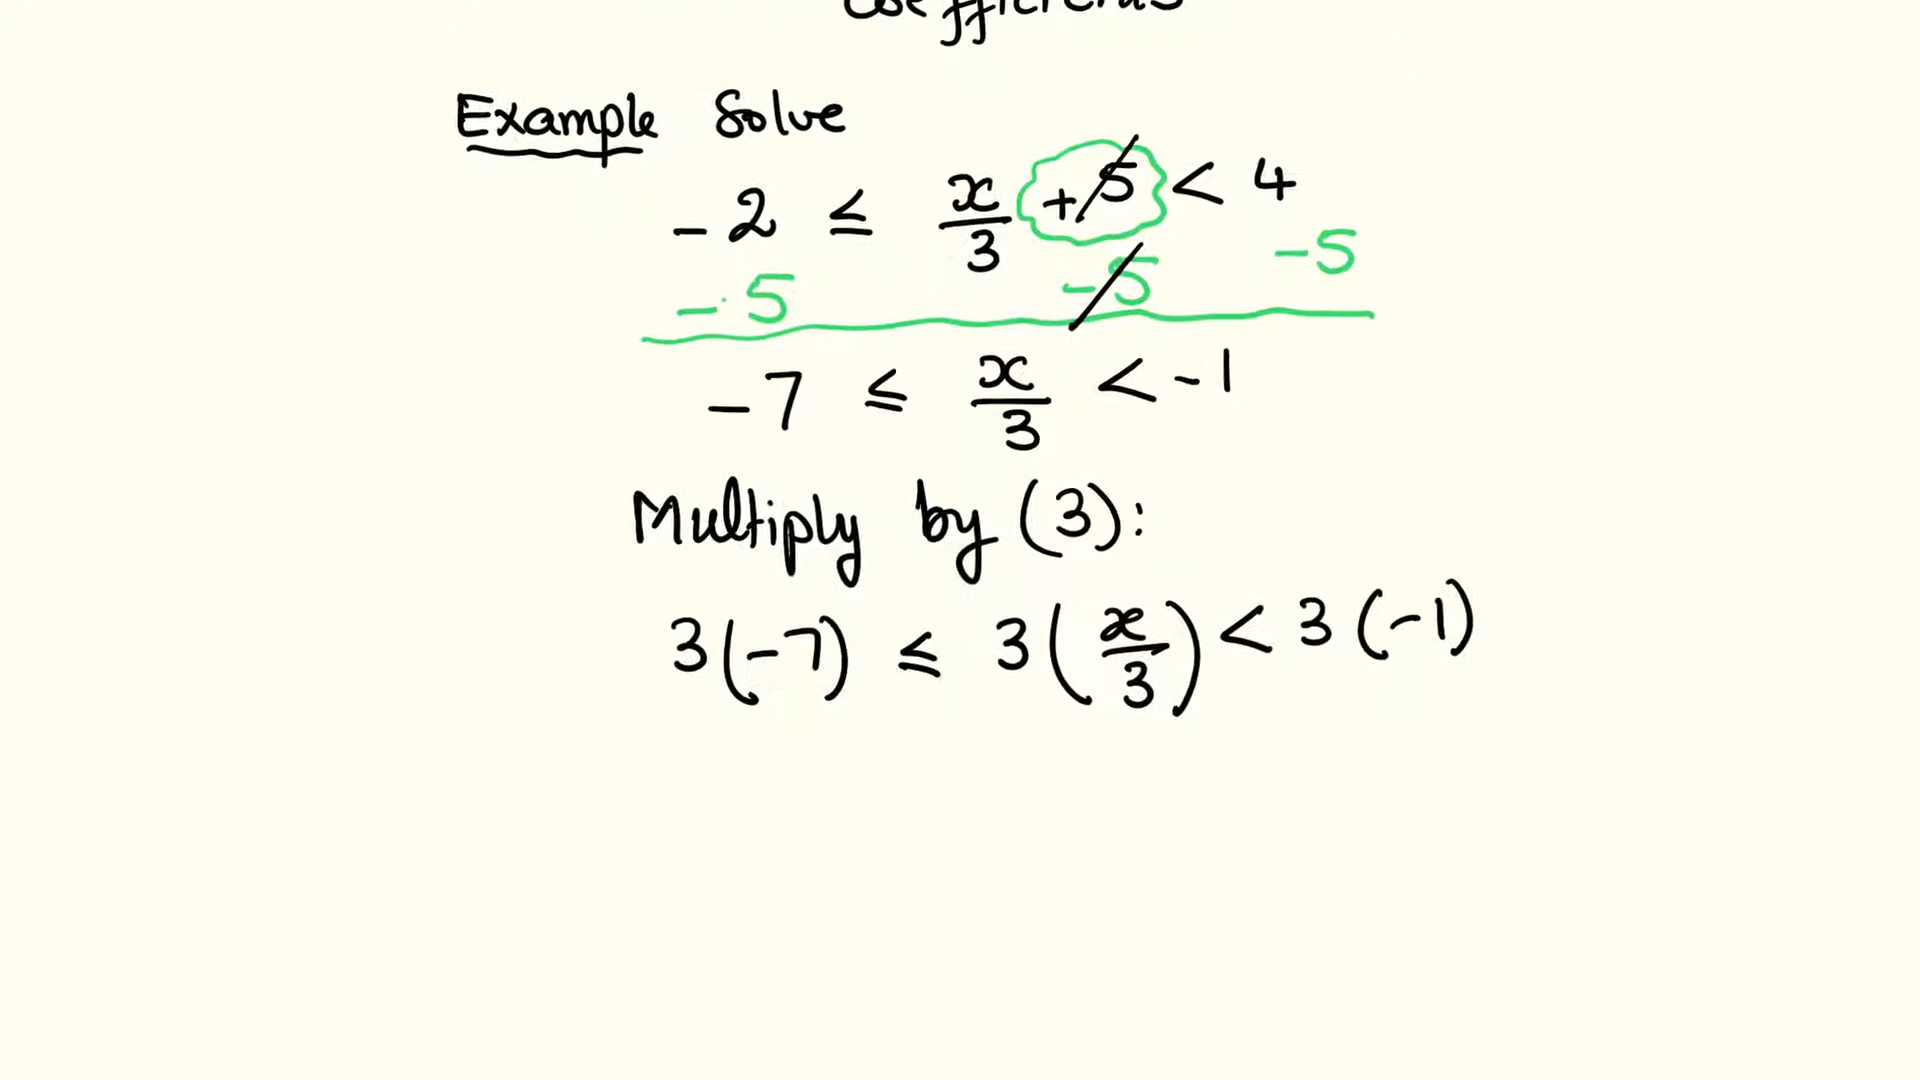 Coefficients
Example Solve
-2 ≤ x/3 +5 < 4
-5 -5 -5
-7 ≤ x/3 < -1
Multiply by (3):
3(-7) ≤ 3(x/3) < 3(-1)